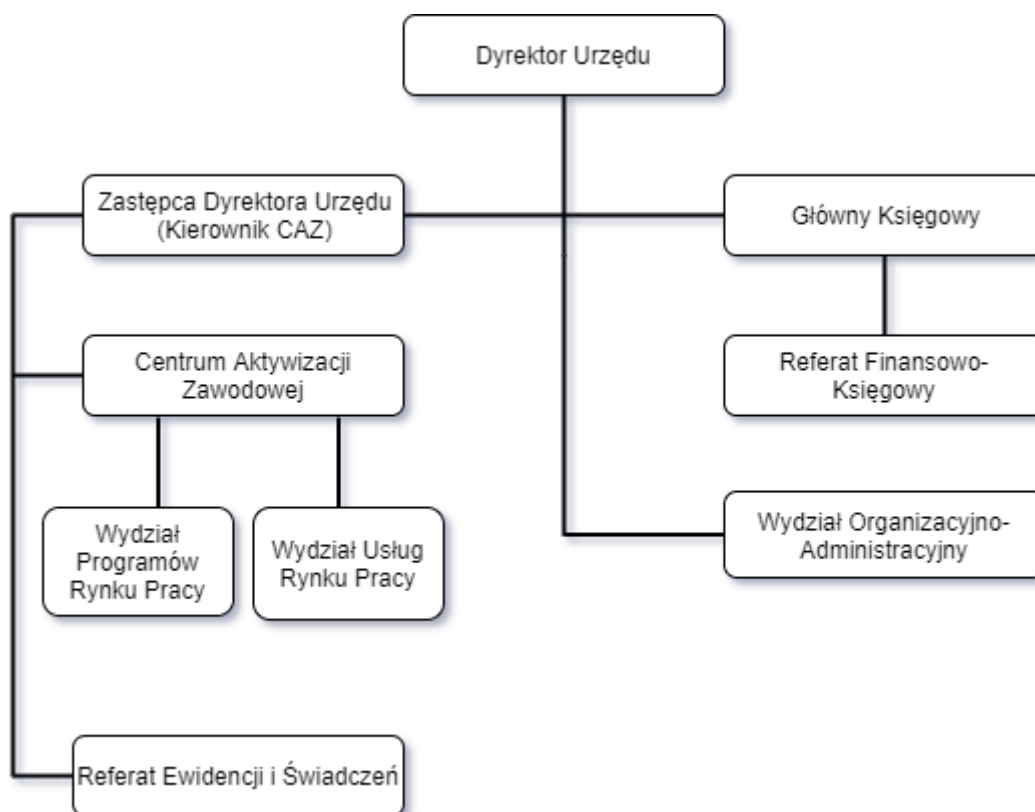 Dyrektor Urzędu
Zastępca Dyrektora Urzędu
(Kierownik CAZ)
Główny Księgowy
Centrum Aktywizacji
Zawodowej
Referat Finansowo-
Księgowy
Wydział
Programów
Rynku Pracy
Wydział Usług
Rynku Pracy
Wydział Organizacyjno-
Administracyjny
Referat Ewidencji i Świadczeń